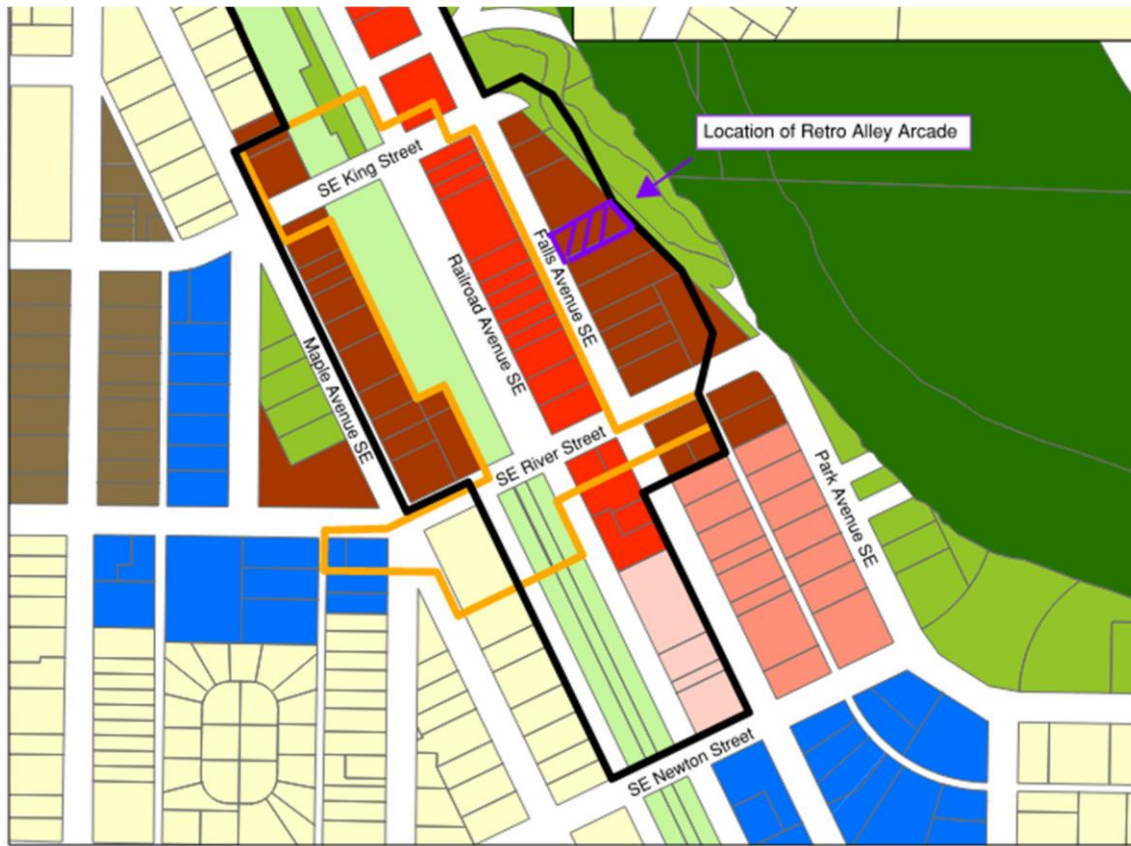 Location of Retro Alley Arcade
SE King Street
Falls Avenue SE
Railroad Avenue SE
Maple Avenue SE
SE River Street
Park Avenue SE
SE Newton Street